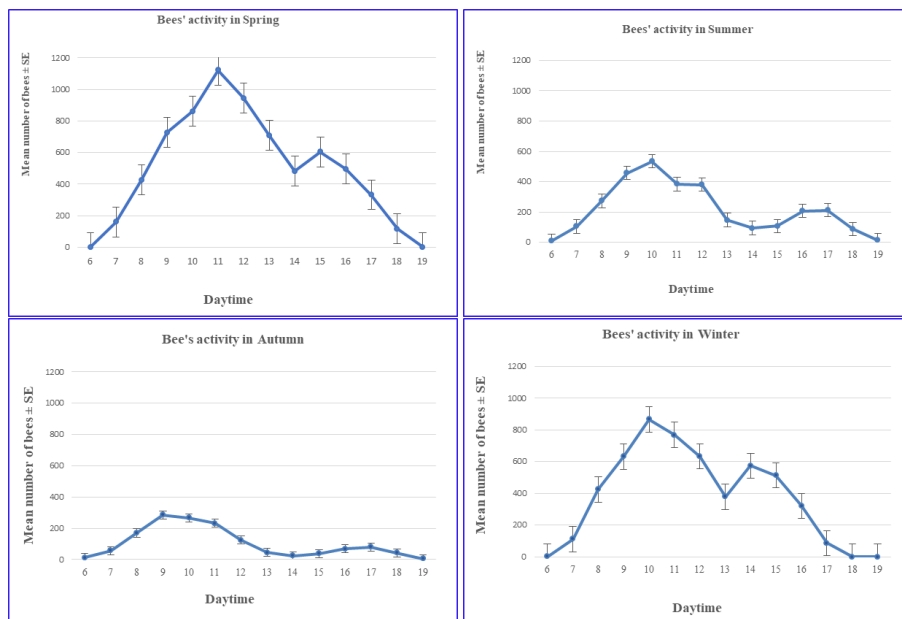 Bees' activity in Spring
Mean number of bees ± SE
1200
1000
800
600
400
200
0
6 7 8 9 10 11 12 13 14 15 16 17 18 19
Daytime
Bees' activity in Summer
Mean number of bees ± SE
1200
1000
800
600
400
200
0
6 7 8 9 10 11 12 13 14 15 16 17 18 19
Daytime
Bee's activity in Autumn
Mean number of bees ± SE
1200
1000
800
600
400
200
0
6 7 8 9 10 11 12 13 14 15 16 17 18 19
Daytime
Bees' activity in Winter
Mean number of bees ± SE
1200
1000
800
600
400
200
0
6 7 8 9 10 11 12 13 14 15 16 17 18 19
Daytime